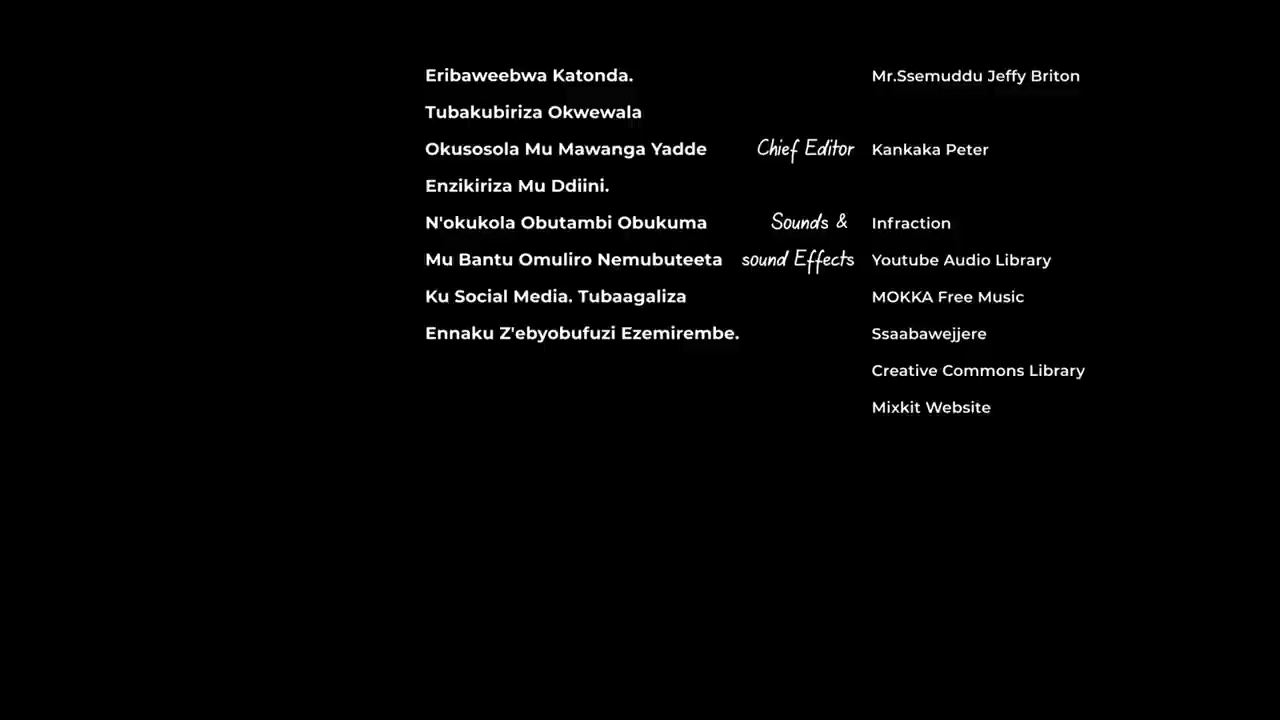 Eribaweebwa Katonda.
Tubakubiriza Okwewala
Okusosola Mu Mawanga Yadde
Enzikiriza Mu Ddiini.
N'okukola Obutambi Obukuma
Mu Bantu Omuliro Nemubuteeta
Ku Social Media. Tubaagaliza
Ennaku Z'ebyobufuzi Ezemirembe.
Mr.Ssemuddu Jeffy Briton
Chief Editor Kankaka Peter
Sounds & Infraction
sound Effects Youtube Audio Library
MOKKA Free Music
Ssaabawejjere
Creative Commons Library
Mixkit Website